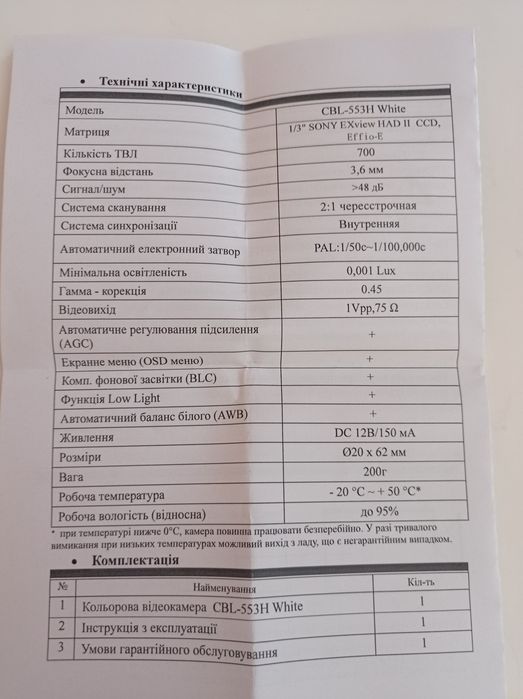 • Технічні характеристики
Модель CBL-553H White
Матриця 1/3" SONY EXview HAD II CCD,
Effio-E
Кількість ТВЛ 700
Фокусна відстань 3,6 мм
Сигнал/шум >48 дБ
Система сканування 2:1 чересстрочная
Система синхронізації Внутренняя
Автоматичний електронний затвор PAL:1/50с~1/100,000с
Мінімальна освітленість 0,001 Lux
Гамма - корекція 0.45
Відеовихід 1Vpp,75 Ω
Автоматичне регулювання підсилення
(AGC) +
Екранне меню (OSD меню) +
Комп. фонової засвітки (BLC) +
Функція Low Light +
Автоматичний баланс білого (AWB) +
Живлення DC 12В/150 мА
Розміри Ø20 x 62 мм
Вага 200г
Робоча температура - 20 °C ~ + 50 °C*
Робоча вологість (відносна) до 95%
* при температурі нижче 0°С, камера повинна працювати безперебійно. У разі тривалого
вимикання при низьких температурах можливий вихід з ладу, що є негарантійним випадком.
• Комплектація
№ Найменування Кіл-ть
1 Кольорова відеокамера CBL-553H White 1
2 Інструкція з експлуатації 1
3 Умови гарантійного обслуговування 1